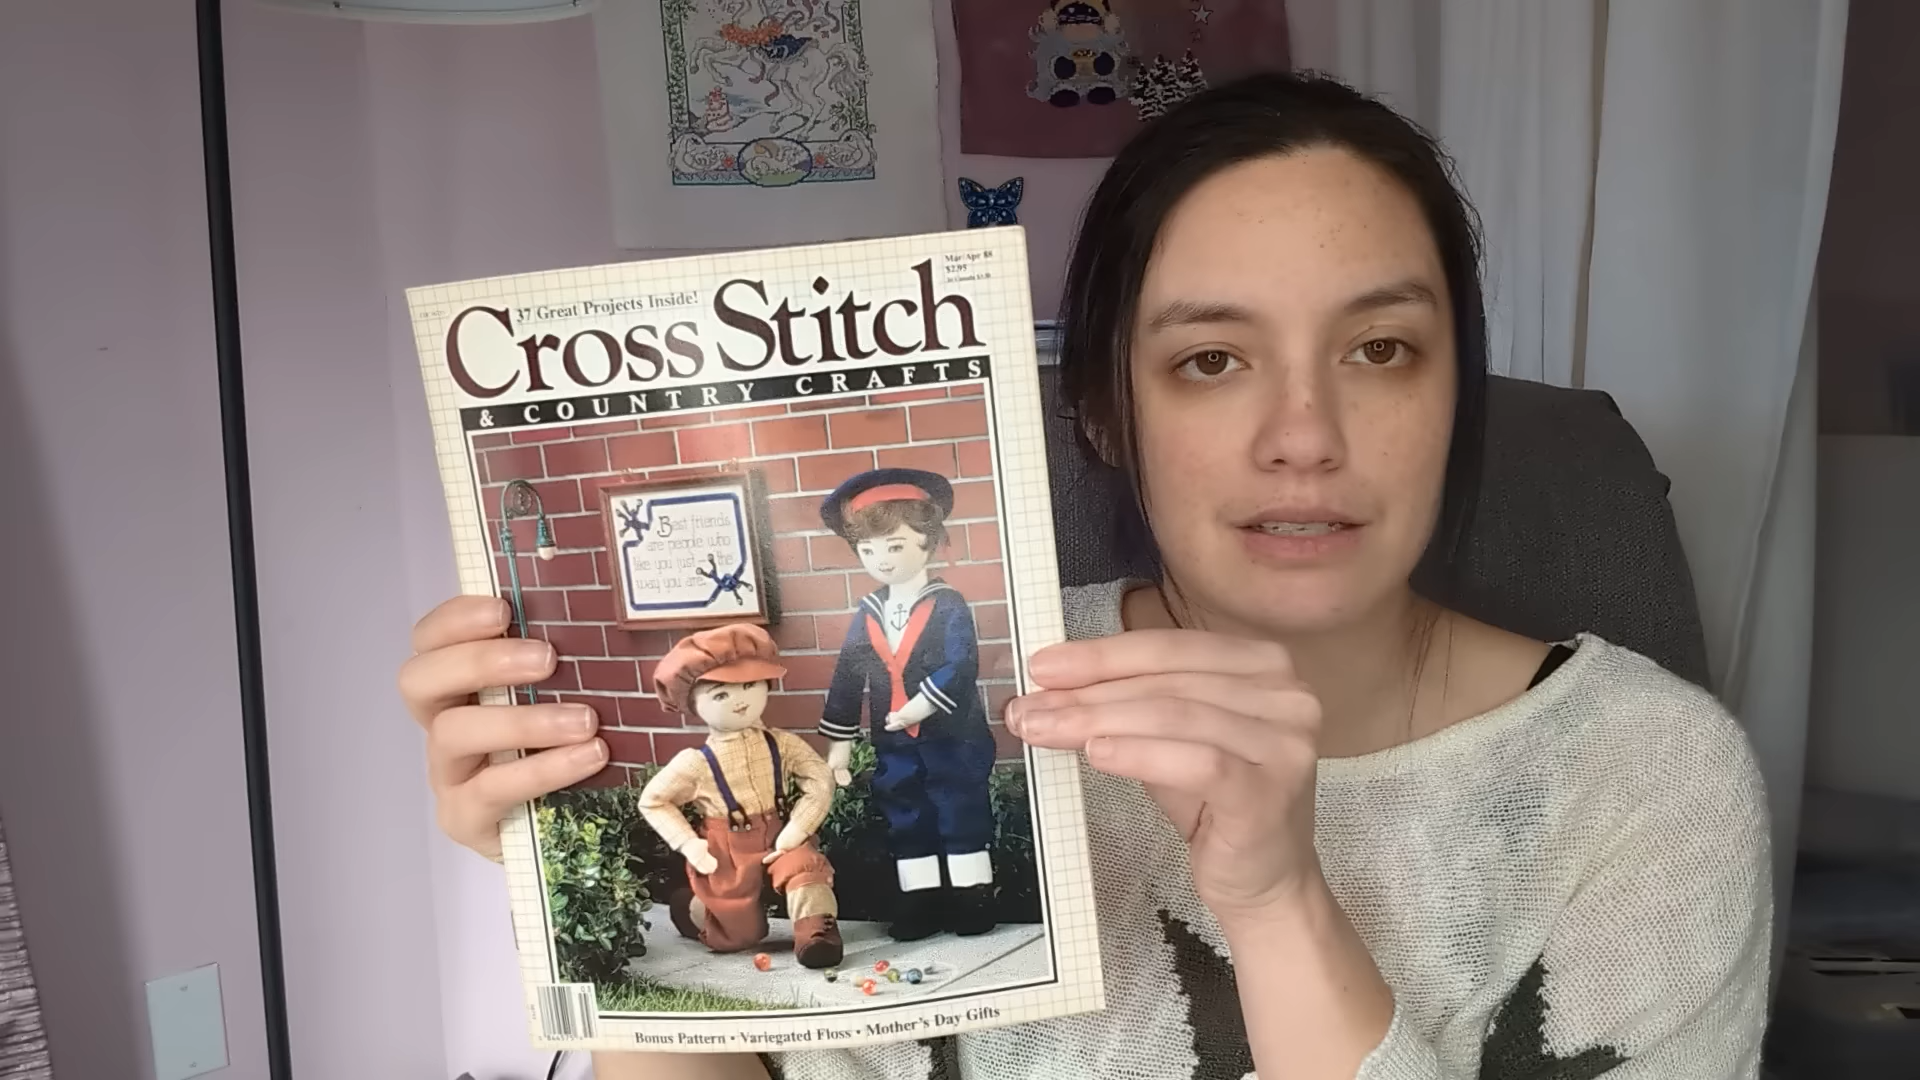 Mar/Apr 88
$2.95
37 Great Projects Inside!
Cross Stitch
& COUNTRY CRAFTS
Best friends
are people who
like you just the
way you are.
Bonus Pattern • Variegated Floss • Mother's Day Gifts